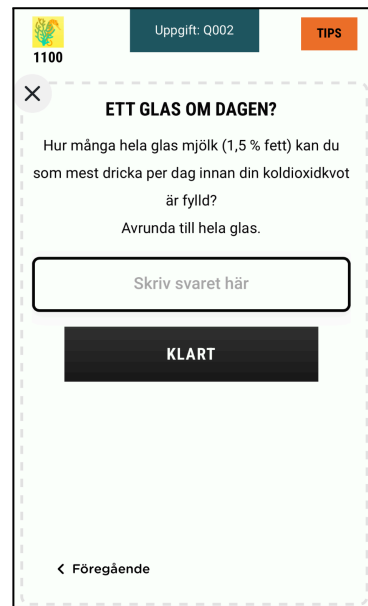 Uppgift: Q002
TIPS
1100
ETT GLAS OM DAGEN?
Hur många hela glas mjölk (1,5 % fett) kan du
som mest dricka per dag innan din koldioxidkvot
är fylld?
Avrunda till hela glas.
Skriv svaret här
KLART
Föregående